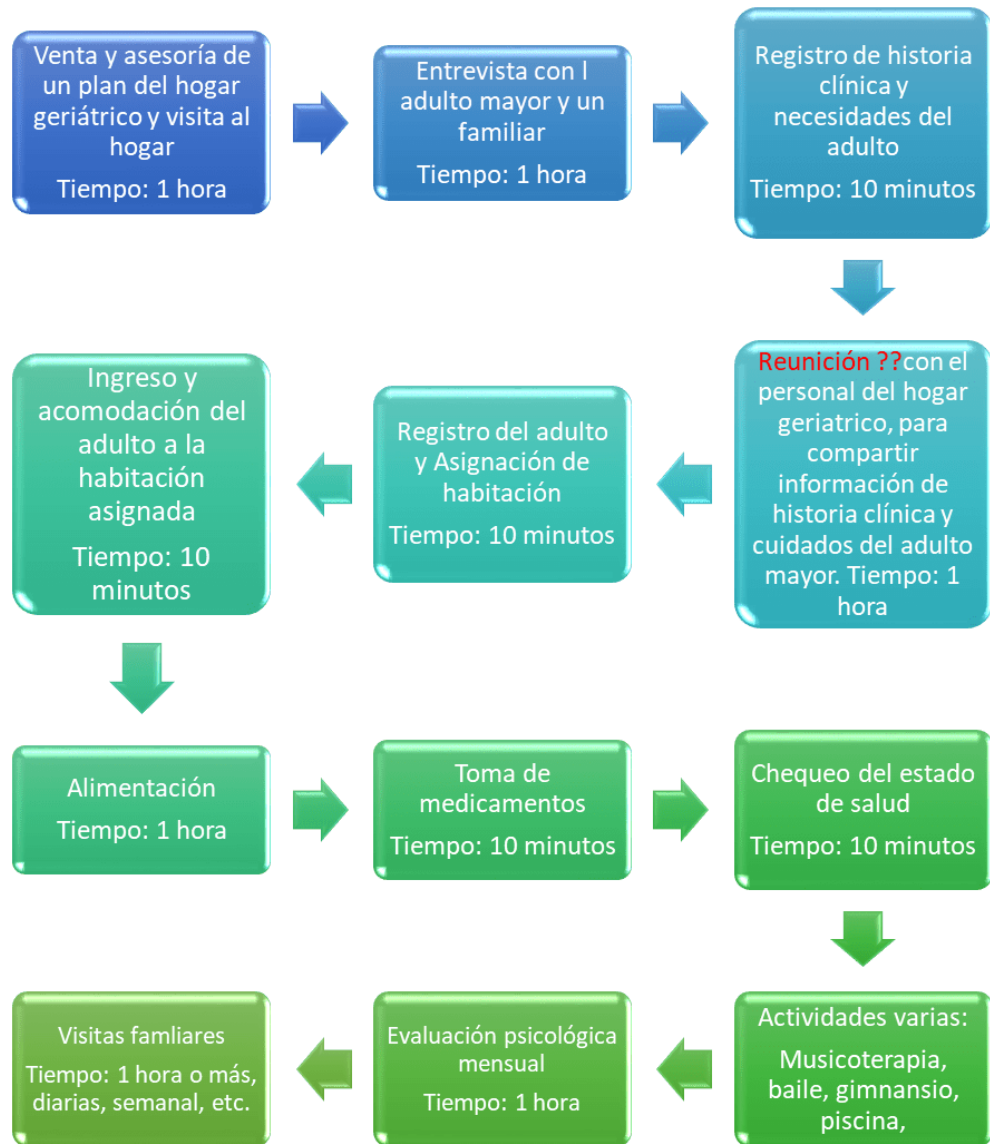 Venta y asesoría de
un plan del hogar
geriátrico y visita al
hogar
Tiempo: 1 hora
Entrevista con l
adulto mayor y un
familiar
Tiempo: 1 hora
Registro de historia
clínica y
necesidades del
adulto
Tiempo: 10 minutos
Reunición ??con el
personal del hogar
geriatrico, para
compartir
información de
historia clínica y
cuidados del adulto
mayor. Tiempo: 1
hora
Registro del adulto
y Asignación de
habitación
Tiempo: 10 minutos
Ingreso y
acomodación del
adulto a la
habitación
asignada
Tiempo: 10
minutos
Alimentación
Tiempo: 1 hora
Toma de
medicamentos
Tiempo: 10 minutos
Chequeo del estado
de salud
Tiempo: 10 minutos
Actividades varias:
Musicoterapia,
baile, gimnansio,
piscina,
Evaluación psicológica
mensual
Tiempo: 1 hora
Visitas famliares
Tiempo: 1 hora o más,
diarias, semanal, etc.